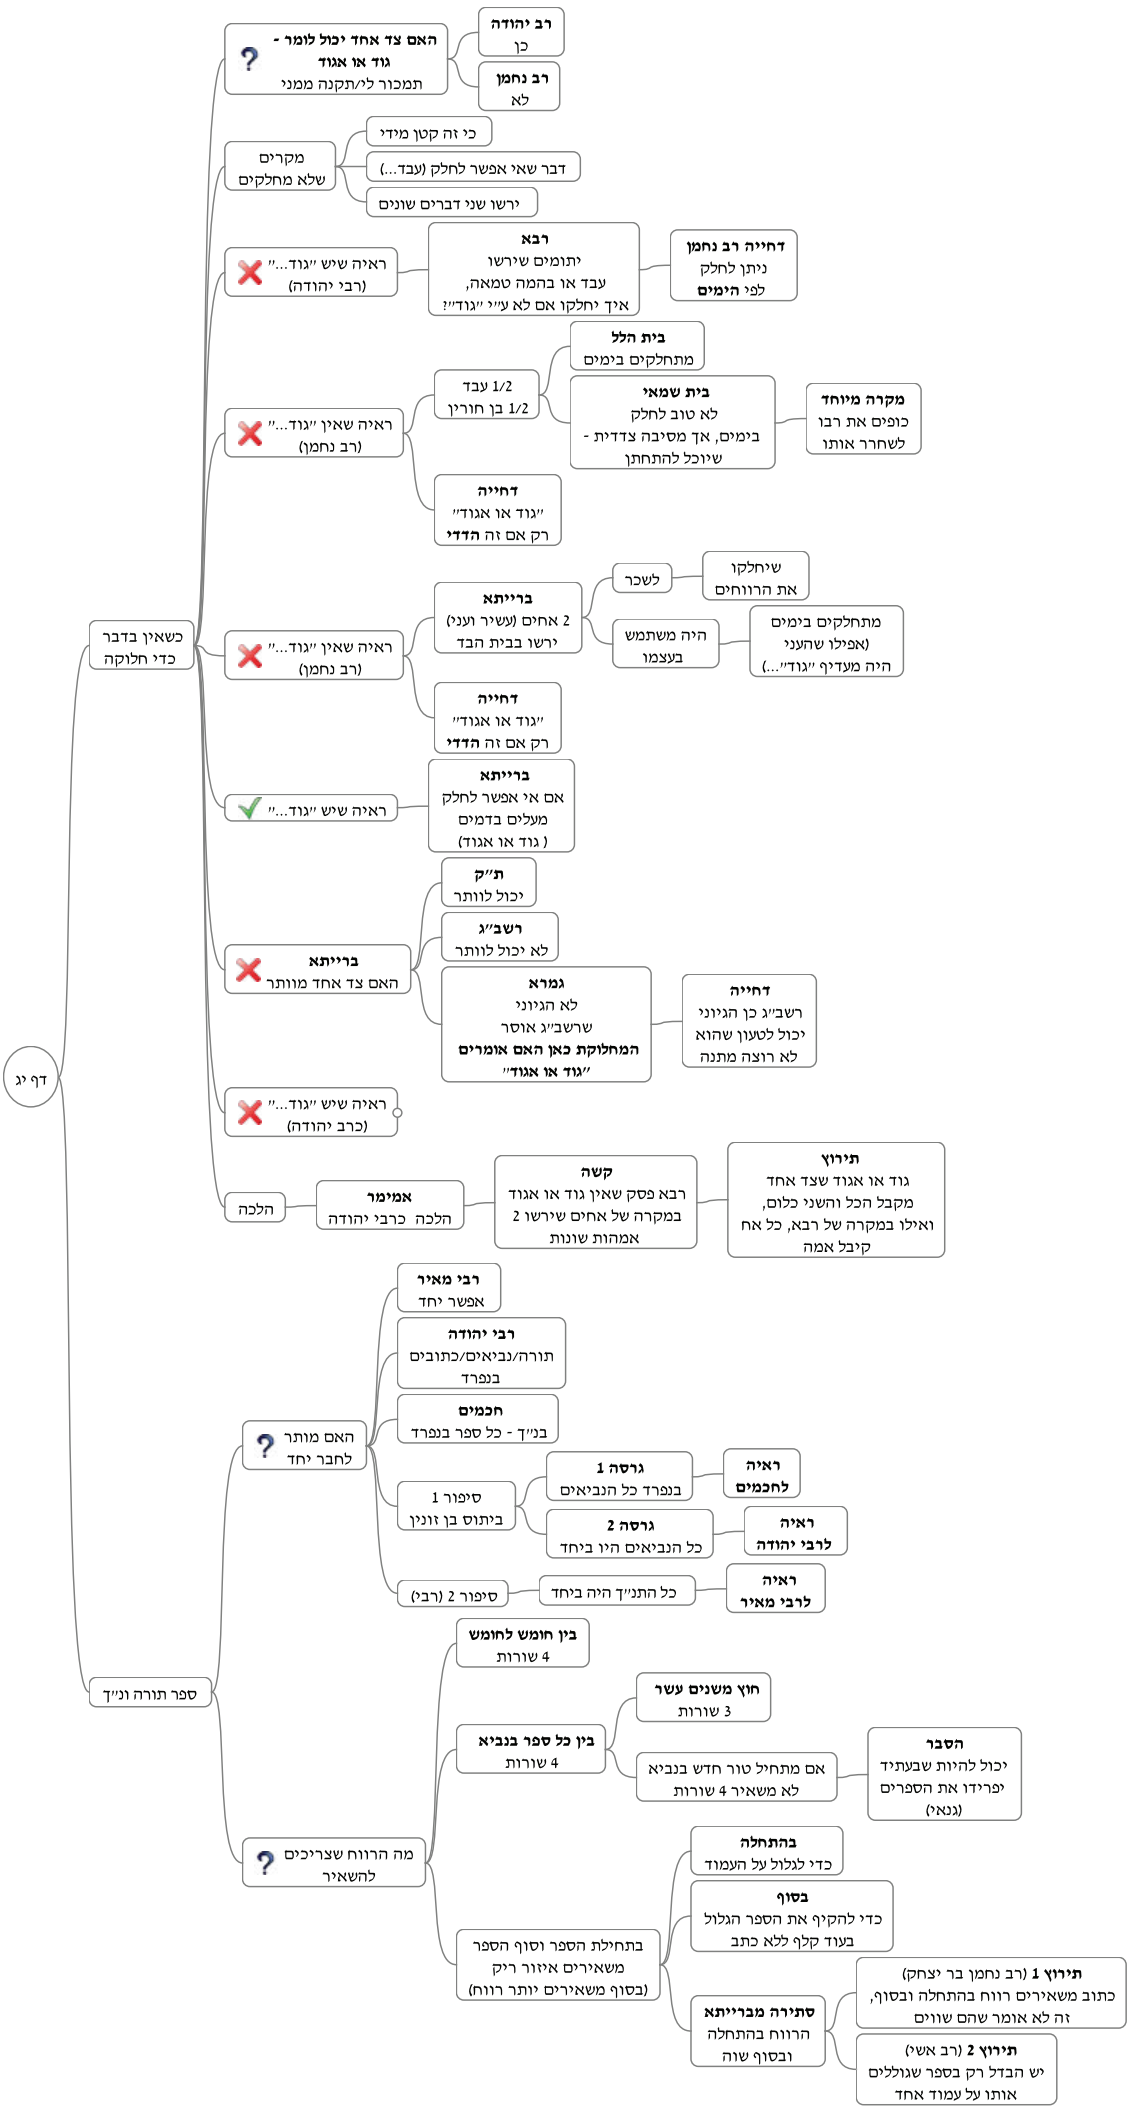 דף יג
כשאין בדבר
כדי חלוקה
האם צד אחד יכול לומר -
גוד או אגוד
תמכור לי/תקנה ממני
רב יהודה
כן
רב נחמן
לא
מקרים
שלא מחלקים
כי זה קטן מידי
דבר שאי אפשר לחלק (עבד...)
ירשו שני דברים שונים
ראיה שיש "גוד..."
(רבי יהודה)
רבא
יתומים שירשו
עבד או בהמה טמאה,
איך יחלקו אם לא ע"י "גוד"?!
דחייה רב נחמן
ניתן לחלק
לפי הימים
ראיה שאין "גוד..."
(רב נחמן)
1/2 עבד
1/2 בן חורין
בית הלל
מתחלקים בימים
בית שמאי
לא טוב לחלק
בימים, אך מסיבה צדדית -
שיוכל להתחתן
מקרה מיוחד
כופים את רבו
לשחרר אותו
דחייה
"גוד או אגוד"
רק אם זה הדדי
ראיה שאין "גוד..."
(רב נחמן)
ברייתא
2 אחים (עשיר ועני)
ירשו בבית הבד
לשכר
שיחלקו
את הרווחים
היה משתמש
בעצמו
מתחלקים בימים
(אפילו שהעני
היה מעדיף "גוד"...)
דחייה
"גוד או אגוד"
רק אם זה הדדי
ראיה שיש "גוד..."
ברייתא
אם אי אפשר לחלק
מעלים בדמים
( גוד או אגוד)
ברייתא
האם צד אחד מוותר
ת"ק
יכול לוותר
רשב"ג
לא יכול לוותר
גמרא
לא הגיוני
שרשב"ג אוסר
המחלוקת כאן האם אומרים
"גוד או אגוד"
דחייה
רשב"ג כן הגיוני
יכול לטעון שהוא
לא רוצה מתנה
ראיה שיש "גוד..."
(כרב יהודה)
הלכה
אמימר
הלכה כרבי יהודה
קשה
רבא פסק שאין גוד או אגוד
במקרה של אחים שירשו 2
אמהות שונות
תירוץ
גוד או אגוד שצד אחד
מקבל הכל והשני כלום,
ואילו במקרה של רבא, כל אח
קיבל אמה
ספר תורה ונ"ך
האם מותר
לחבר יחד
רבי מאיר
אפשר יחד
רבי יהודה
תורה/נביאים/כתובים
בנפרד
חכמים
בנ"ך - כל ספר בנפרד
סיפור 1
ביתוס בן זונין
גרסה 1
בנפרד כל הנביאים
ראיה
לחכמים
גרסה 2
כל הנביאים היו ביחד
ראיה
לרבי יהודה
סיפור 2 (רבי)
כל התנ"ך היה ביחד
ראיה
לרבי מאיר
מה הרווח שצריכים
להשאיר
בין חומש לחומש
4 שורות
בין כל ספר בנביא
4 שורות
חוץ משנים עשר
3 שורות
אם מתחיל טור חדש בנביא
לא משאיר 4 שורות
הסבר
יכול להיות שבעתיד
יפרידו את הספרים
(גנאי)
בתחילת הספר וסוף הספר
משאירים איזור ריק
(בסוף משאירים יותר רווח)
בהתחלה
כדי לגלול על העמוד
בסוף
כדי להקיף את הספר הגלול
בעוד קלף ללא כתב
סתירה מברייתא
הרווח בהתחלה
ובסוף שוה
תירוץ 1 (רב נחמן בר יצחק)
כתוב משאירים רווח בהתחלה ובסוף,
זה לא אומר שהם שווים
תירוץ 2 (רב אשי)
יש הבדל רק בספר שגוללים
אותו על עמוד אחד